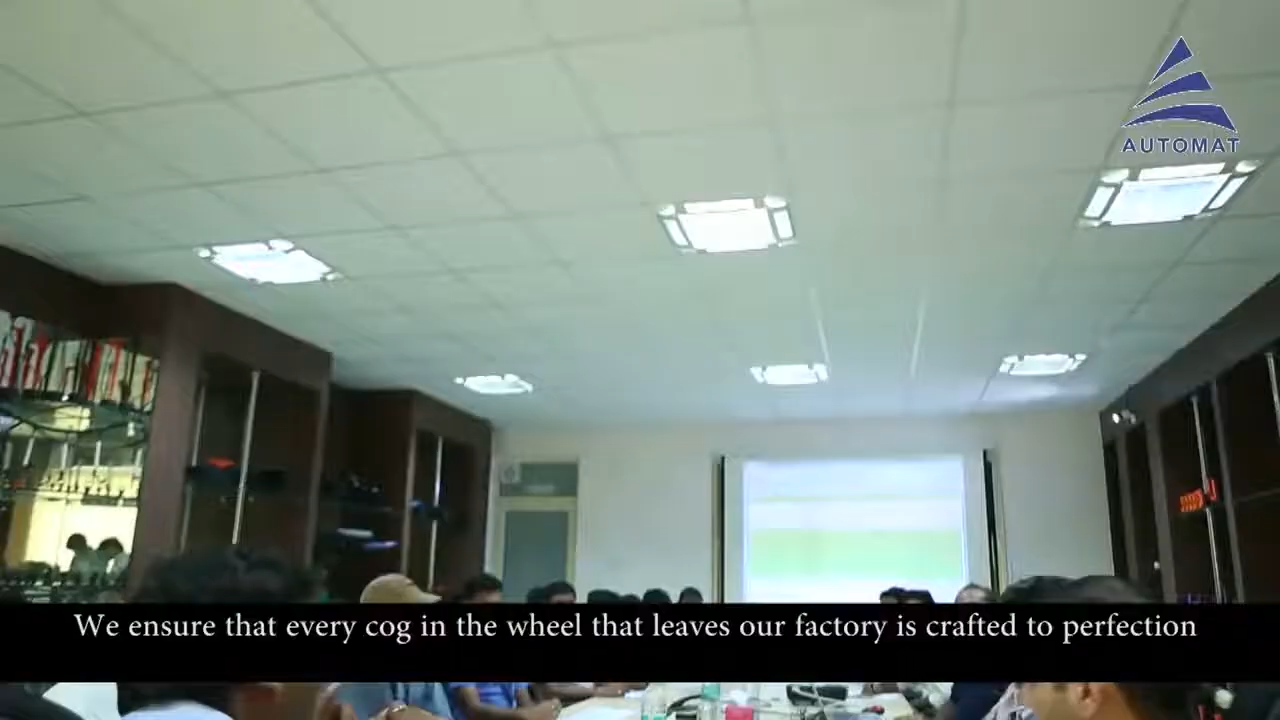 AUTOMAT
We ensure that every cog in the wheel that leaves our factory is crafted to perfection